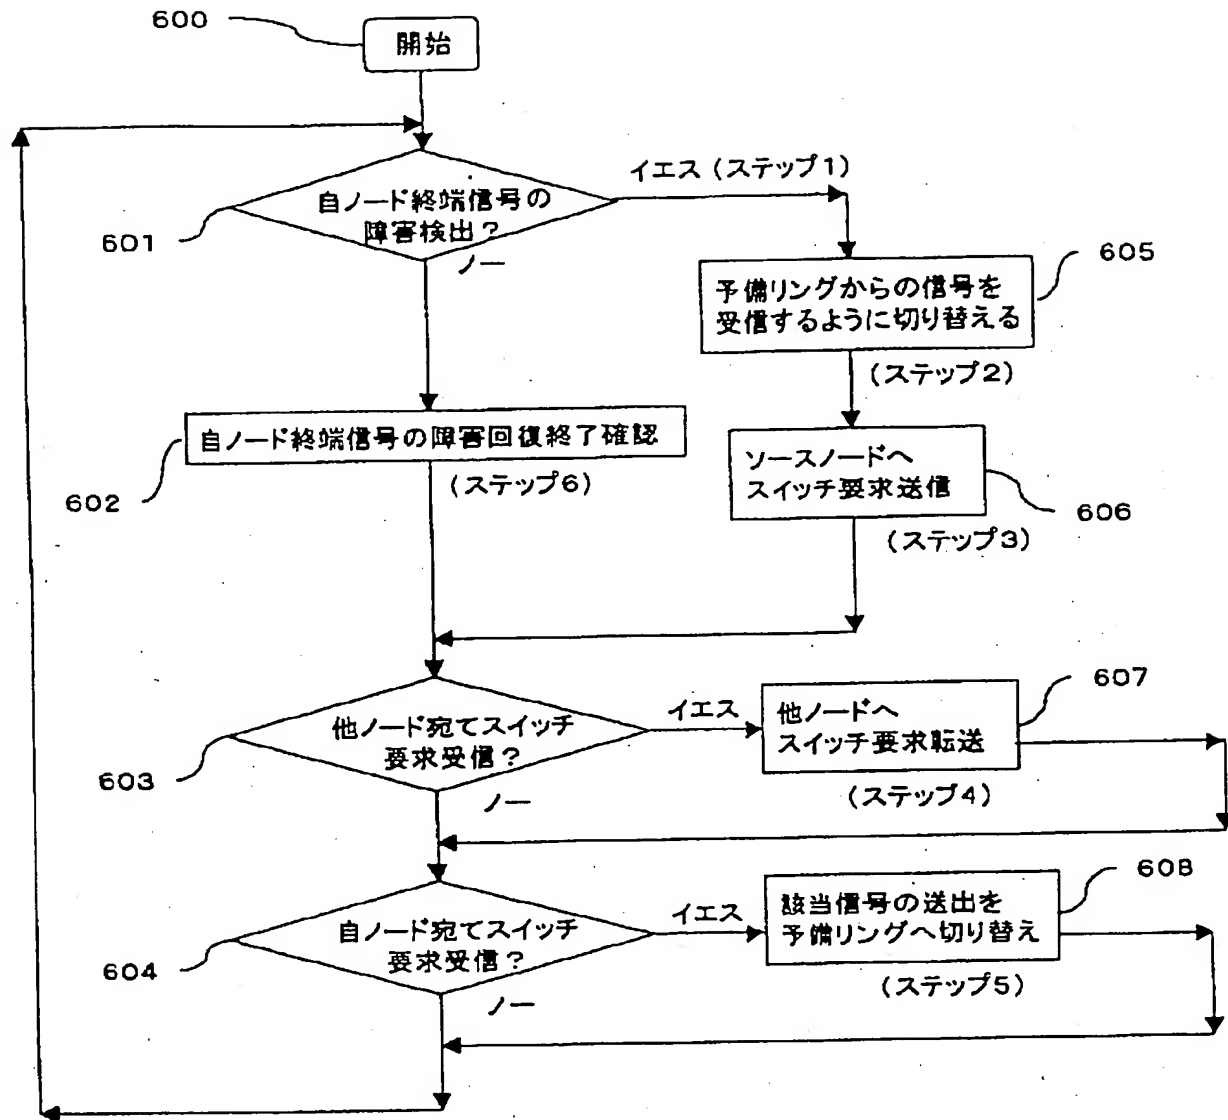 600
開始
イエス (ステップ1)
自ノード終端信号の
障害検出?
601
ノー
605
予備リングからの信号を
受信するように切り替える
(ステップ2)
自ノード終端信号の障害回復終了確認
602
(ステップ6)
ソースノードへ
スイッチ要求送信
606
(ステップ3)
607
イエス
他ノード宛てスイッチ
要求受信?
他ノードへ
スイッチ要求転送
603
(ステップ4)
ノー
608
イエス
該当信号の送出を
予備リングへ切り替え
自ノード宛てスイッチ
要求受信?
604
(ステップ5)
ノー